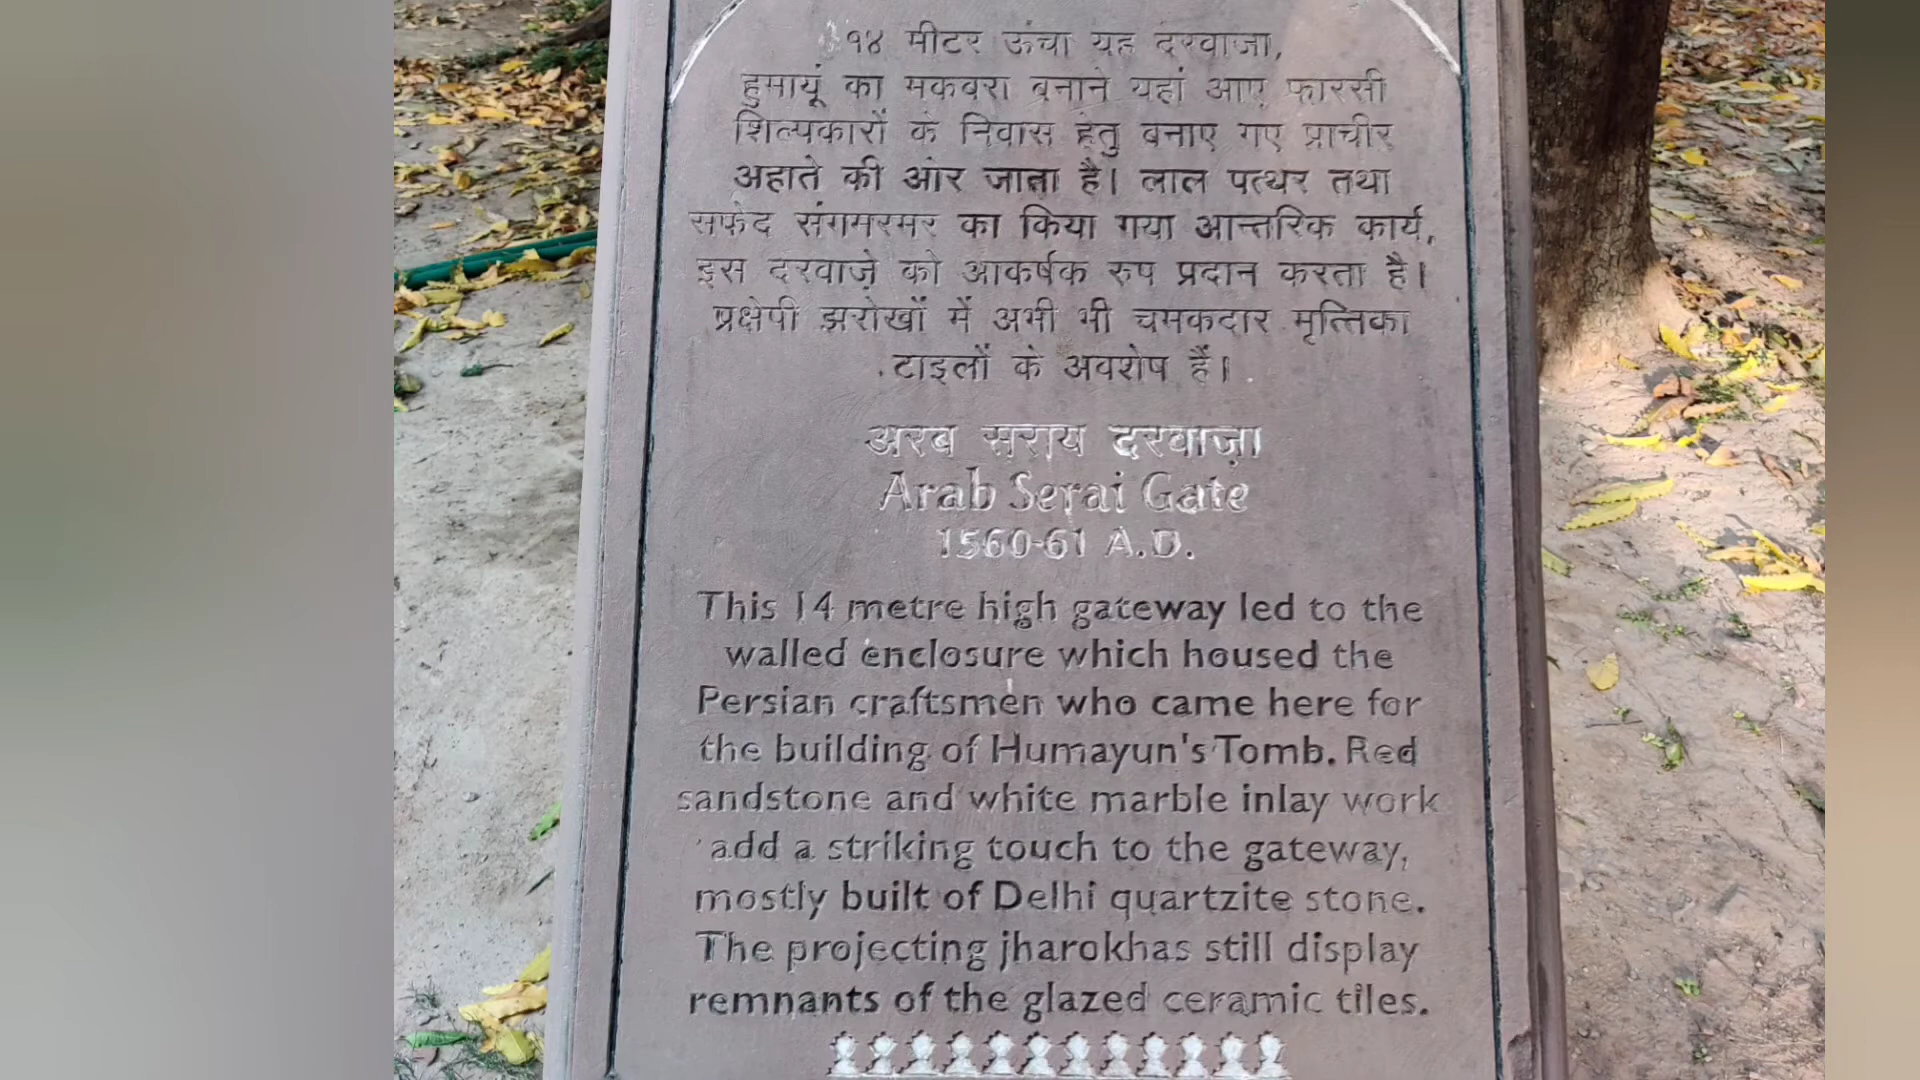 १४ मीटर ऊंचा यह दरवाजा,
हुमायूं का मकबरा बनाने यहां आए फारसी
शिल्पकारों के निवास हेतु बनाए गए प्राचीर
अहाते की ओर जाता है। लाल पत्थर तथा
सफेद संगमरमर का किया गया आन्तरिक कार्य,
इस दरवाज़े को आकर्षक रुप प्रदान करता है।
प्रक्षेपी झरोखों में अभी भी चमकदार मृत्तिका
टाइलों के अवशेष हैं।
अरब सराय दरवाज़ा
Arab Serai Gate
1560-61 A.D.
This 14 metre high gateway led to the
walled enclosure which housed the
Persian craftsmen who came here for
the building of Humayun's Tomb. Red
sandstone and white marble inlay work
add a striking touch to the gateway,
mostly built of Delhi quartzite stone.
The projecting jharokhas still display
remnants of the glazed ceramic tiles.